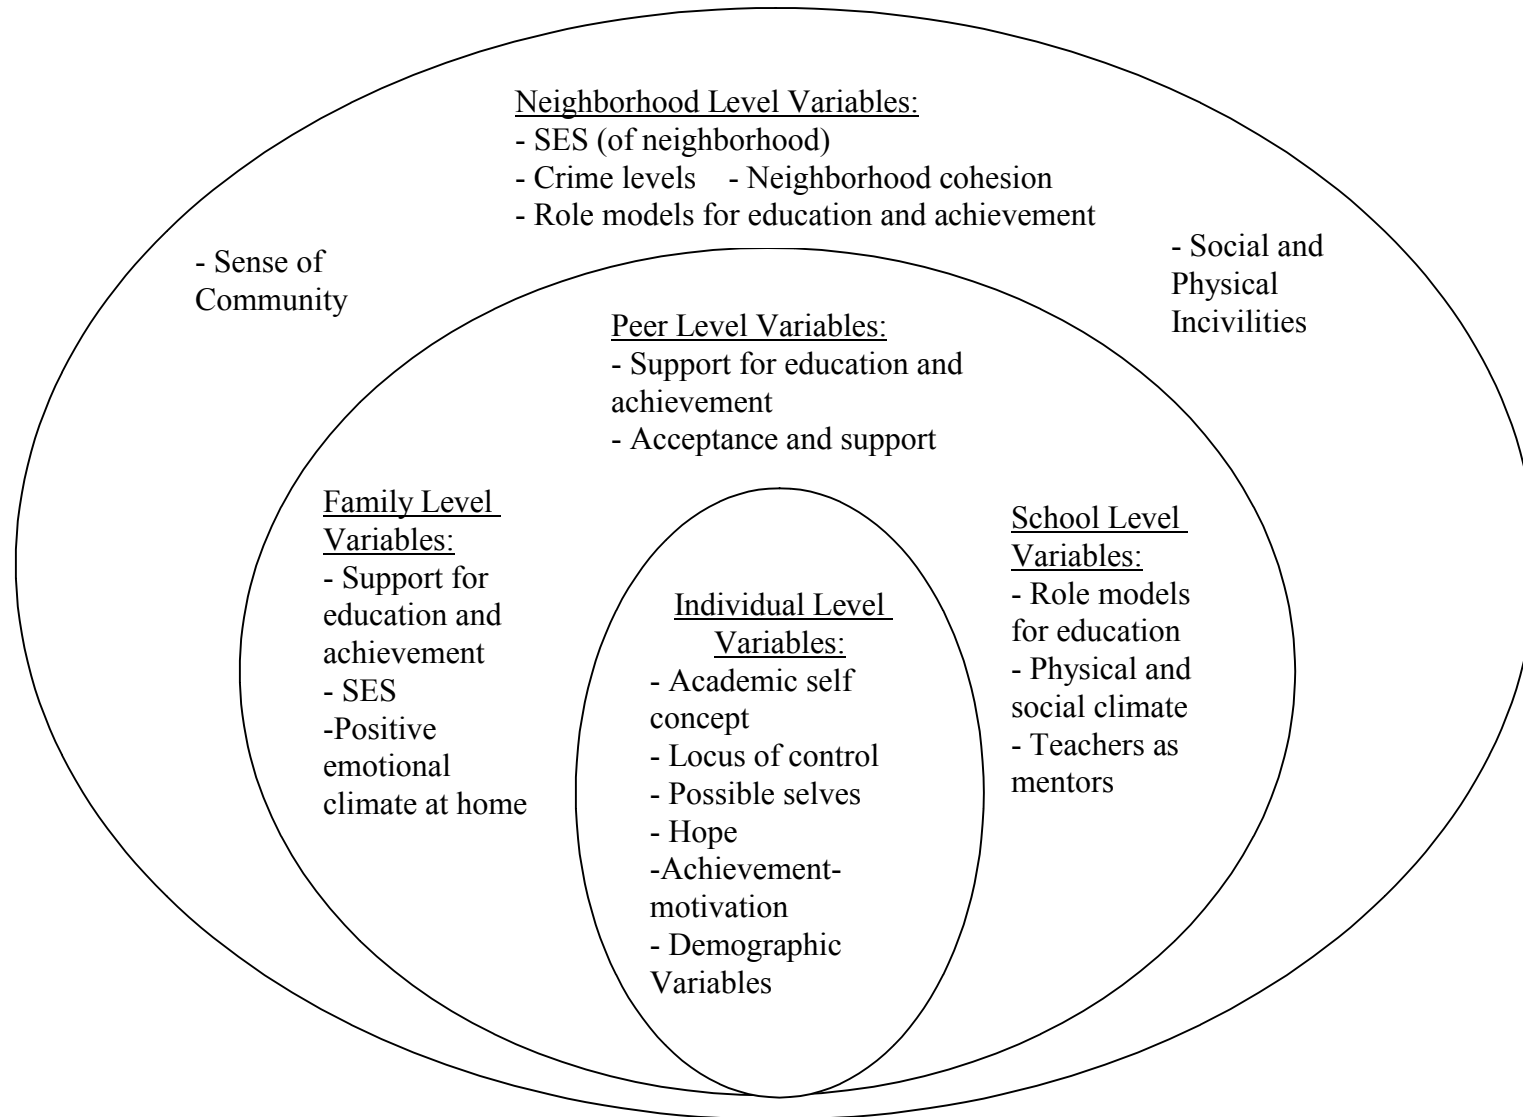 Neighborhood Level Variables:
- SES (of neighborhood)
- Crime levels - Neighborhood cohesion
- Role models for education and achievement
- Sense of
Community
- Social and
Physical
Incivilities
Peer Level Variables:
- Support for education and
achievement
- Acceptance and support
Family Level
Variables:
- Support for
education and
achievement
- SES
-Positive
emotional
climate at home
Individual Level
Variables:
- Academic self
concept
- Locus of control
- Possible selves
- Hope
-Achievement-
motivation
- Demographic
Variables
School Level
Variables:
- Role models
for education
- Physical and
social climate
- Teachers as
mentors